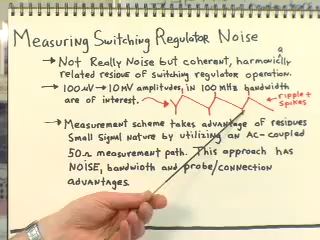 Measuring Switching Regulator Noise
→ Not Really Noise but coherent, harmonically
a
related residue of switching regulator operation.
→ 100μV → 10mV amplitudes, in 100 MHz bandwidth
are of interest. ← ripple +
spikes
→ Measurement scheme takes advantage of residues
Small signal nature by utilizing an AC-coupled
50Ω measurement path. This approach has
NOISE, bandwidth and probe/connection
advantages.